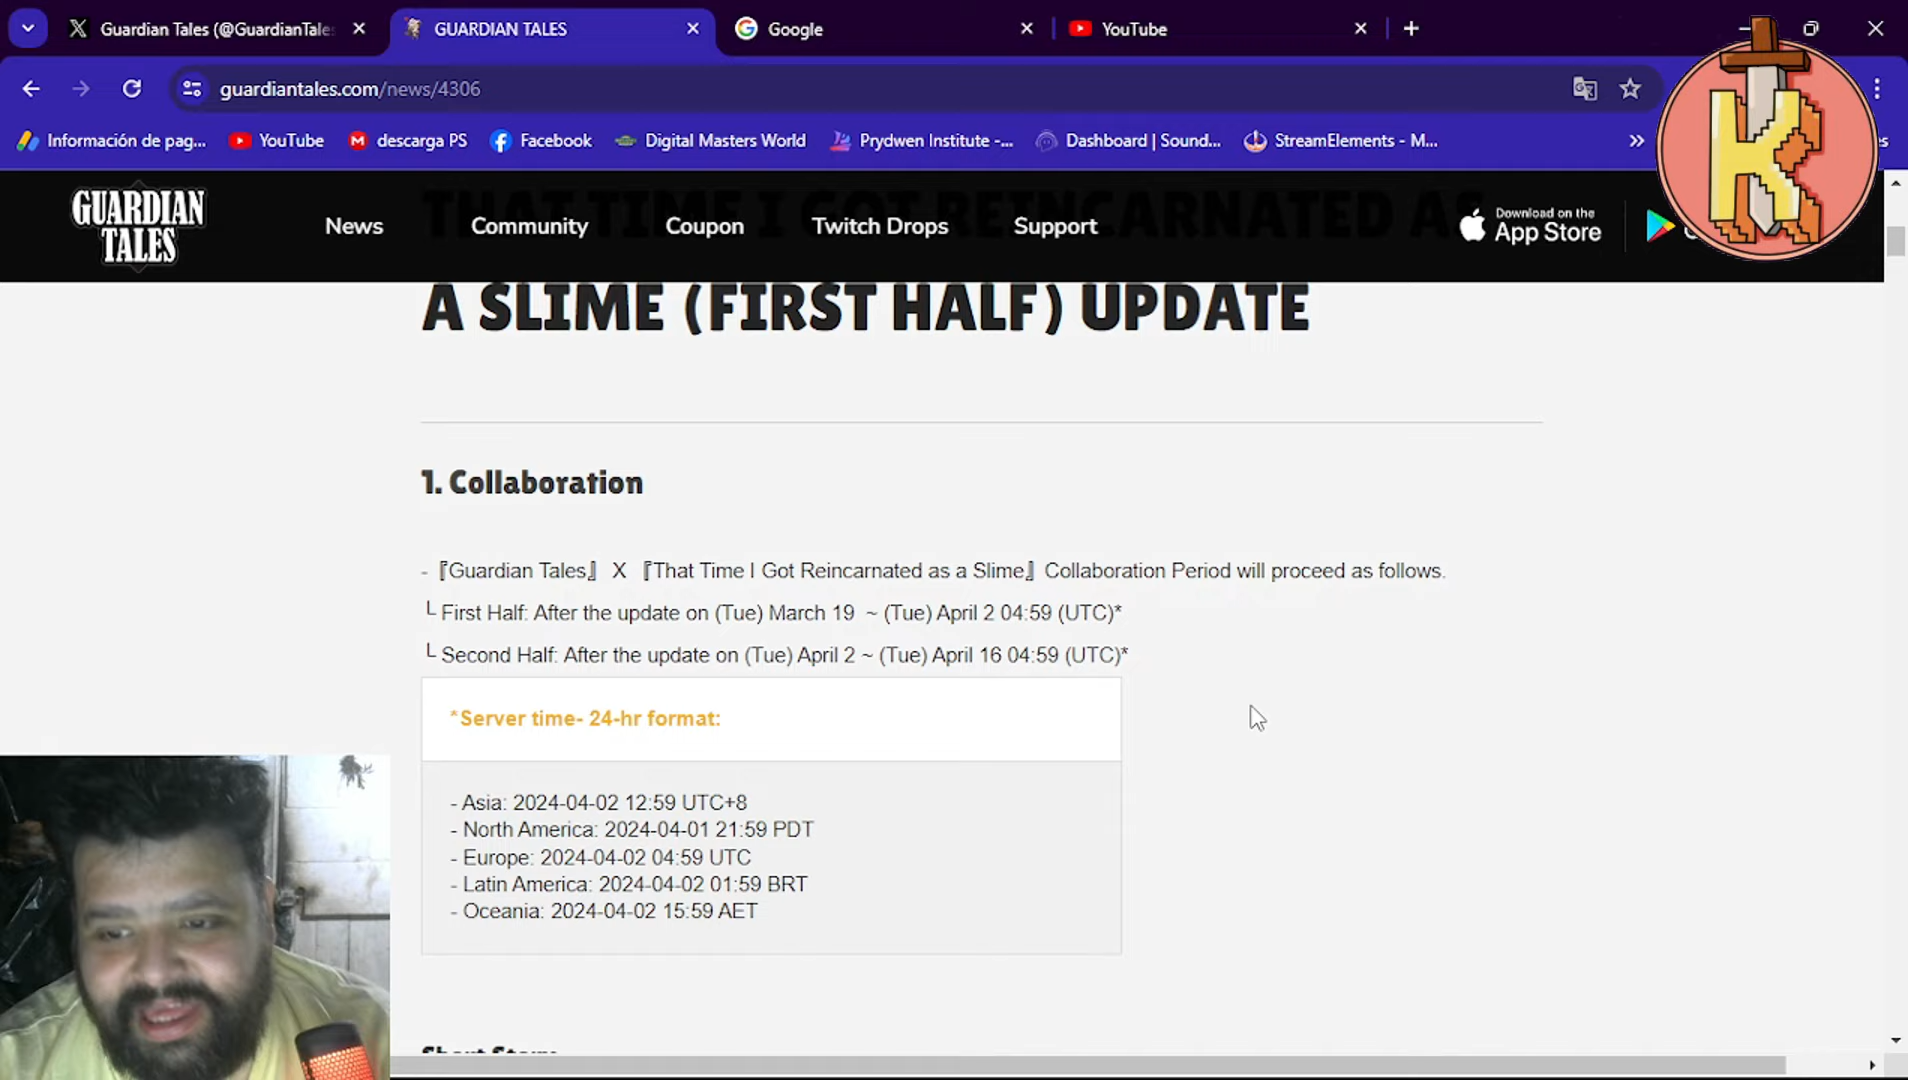 Guardian Tales (@GuardianTales
GUARDIAN TALES
Google
YouTube
guardiantales.com/news/4306
Información de pag...
YouTube
descarga PS
Facebook
Digital Masters World
Prydwen Institute -...
Dashboard | Sound...
StreamElements - M...
K
GUARDIAN TALES
News
Community
Coupon
Twitch Drops
Support
Download on the
App Store
THAT TIME I GOT REINCARNATED AS
A SLIME (FIRST HALF) UPDATE
1. Collaboration
-『Guardian Tales』 X 『That Time I Got Reincarnated as a Slime』 Collaboration Period will proceed as follows.
└ First Half: After the update on (Tue) March 19 ~ (Tue) April 2 04:59 (UTC)*
└ Second Half: After the update on (Tue) April 2 ~ (Tue) April 16 04:59 (UTC)*
*Server time- 24-hr format:
- Asia: 2024-04-02 12:59 UTC+8
- North America: 2024-04-01 21:59 PDT
- Europe: 2024-04-02 04:59 UTC
- Latin America: 2024-04-02 01:59 BRT
- Oceania: 2024-04-02 15:59 AET
Short Story